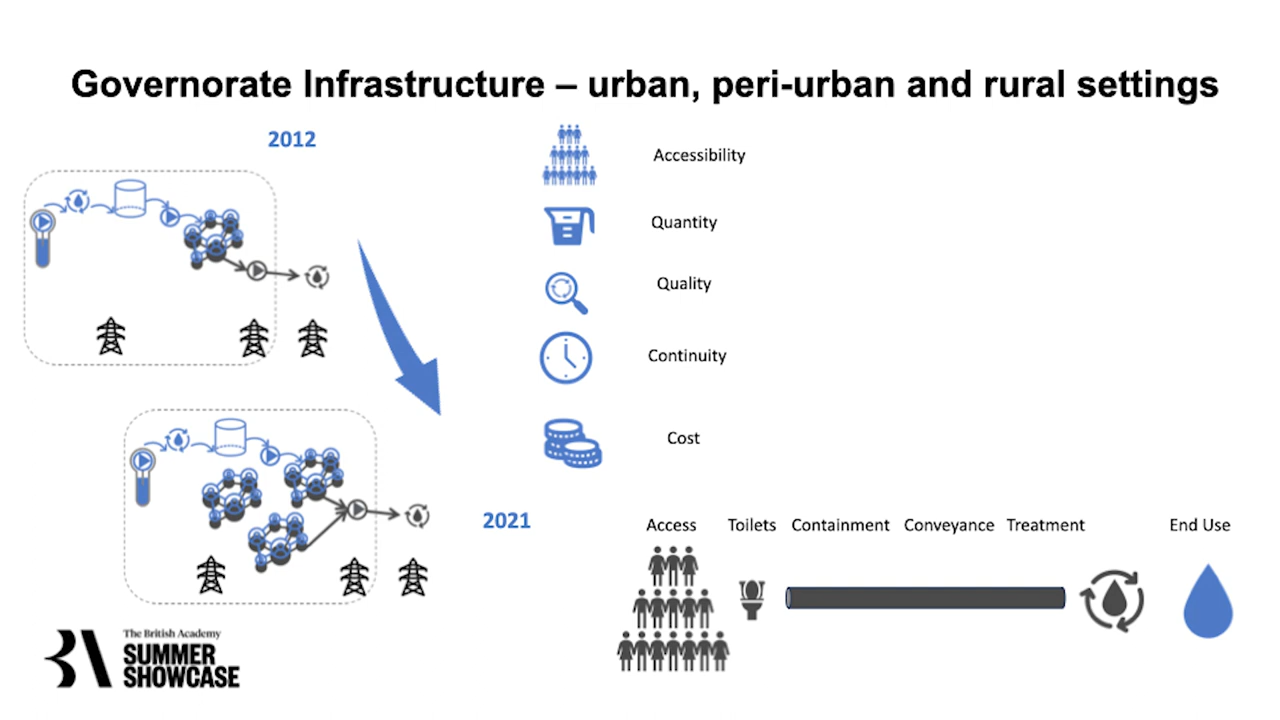 Governorate Infrastructure – urban, peri-urban and rural settings
2012
Accessibility
Quantity
Quality
Continuity
Cost
2021
Access Toilets Containment Conveyance Treatment End Use
The British Academy
SUMMER
SHOWCASE